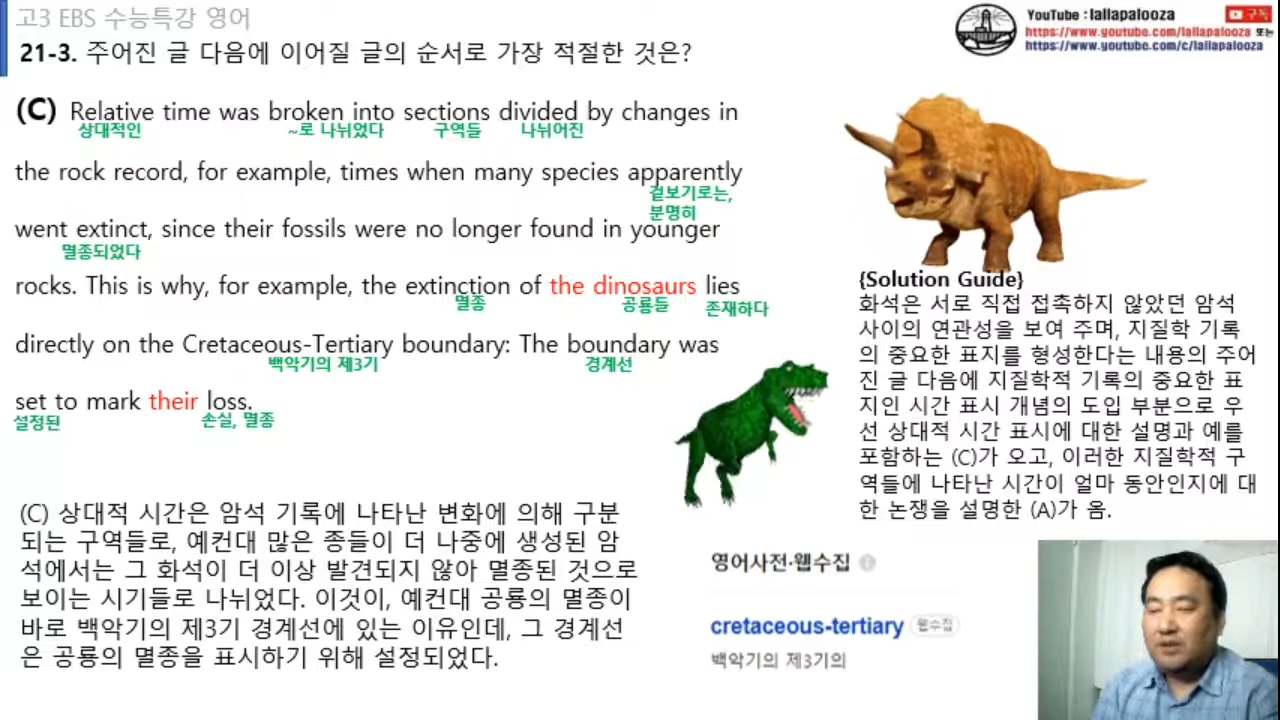 고3 EBS 수능특강 영어
21-3. 주어진 글 다음에 이어질 글의 순서로 가장 적절한 것은?
YouTube : lallapalooza
구독
https://www.youtube.com/lallapalooza 또는
https://www.youtube.com/c/lallapalooza
(C) Relative time was broken into sections divided by changes in
상대적인 ~로 나뉘었다 구역들 나뉘어진
the rock record, for example, times when many species apparently
겉보기로는,
분명히
went extinct, since their fossils were no longer found in younger
멸종되었다
rocks. This is why, for example, the extinction of the dinosaurs lies
멸종 공룡들 존재하다
directly on the Cretaceous-Tertiary boundary: The boundary was
백악기의 제3기 경계선
set to mark their loss.
설정된 손실, 멸종
(C) 상대적 시간은 암석 기록에 나타난 변화에 의해 구분
되는 구역들로, 예컨대 많은 종들이 더 나중에 생성된 암
석에서는 그 화석이 더 이상 발견되지 않아 멸종된 것으로
보이는 시기들로 나뉘었다. 이것이, 예컨대 공룡의 멸종이
바로 백악기의 제3기 경계선에 있는 이유인데, 그 경계선
은 공룡의 멸종을 표시하기 위해 설정되었다.
{Solution Guide}
화석은 서로 직접 접촉하지 않았던 암석
사이의 연관성을 보여 주며, 지질학 기록
의 중요한 표지를 형성한다는 내용의 주어
진 글 다음에 지질학적 기록의 중요한 표
지인 시간 표시 개념의 도입 부분으로 우
선 상대적 시간 표시에 대한 설명과 예를
포함하는 (C)가 오고, 이러한 지질학적 구
역들에 나타난 시간이 얼마 동안인지에 대
한 논쟁을 설명한 (A)가 옴.
영어사전·웹수집
cretaceous-tertiary 웹수집
백악기의 제3기의